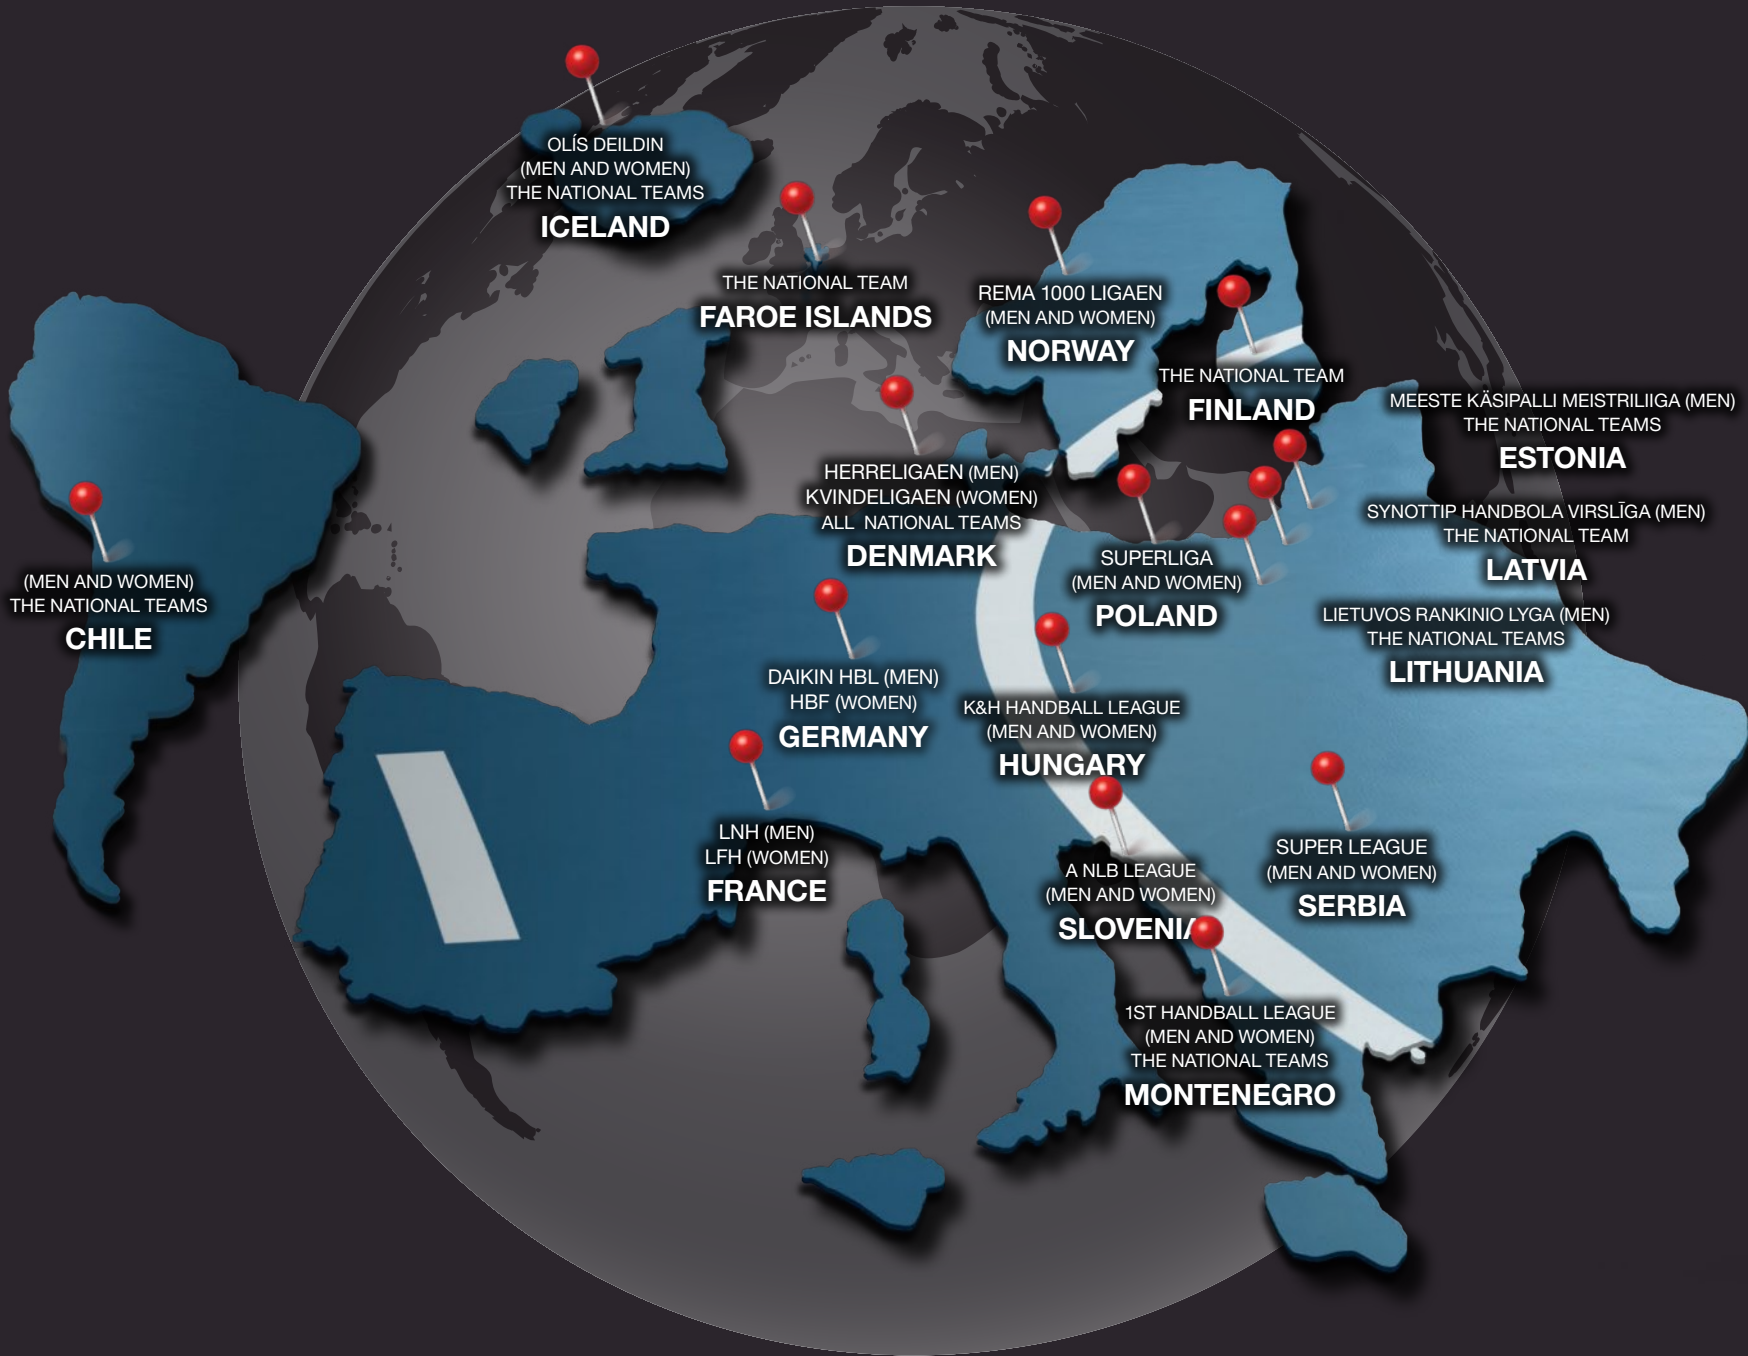 OLÍS DEILDIN
(MEN AND WOMEN)
THE NATIONAL TEAMS
ICELAND
THE NATIONAL TEAM
FAROE ISLANDS
REMA 1000 LIGAEN
(MEN AND WOMEN)
NORWAY
THE NATIONAL TEAM
FINLAND
MEESTE KÄSIPALLI MEISTRILIIGA (MEN)
THE NATIONAL TEAMS
ESTONIA
HERRELIGAEN (MEN)
KVINDELIGAEN (WOMEN)
ALL NATIONAL TEAMS
DENMARK
SYNOTTIP HANDBOLA VIRSLĪGA (MEN)
THE NATIONAL TEAM
LATVIA
SUPERLIGA
(MEN AND WOMEN)
POLAND
(MEN AND WOMEN)
THE NATIONAL TEAMS
CHILE
LIETUVOS RANKINIO LYGA (MEN)
THE NATIONAL TEAMS
LITHUANIA
DAIKIN HBL (MEN)
HBF (WOMEN)
GERMANY
K&H HANDBALL LEAGUE
(MEN AND WOMEN)
HUNGARY
LNH (MEN)
LFH (WOMEN)
FRANCE
A NLB LEAGUE
(MEN AND WOMEN)
SLOVENIA
SUPER LEAGUE
(MEN AND WOMEN)
SERBIA
1ST HANDBALL LEAGUE
(MEN AND WOMEN)
THE NATIONAL TEAMS
MONTENEGRO